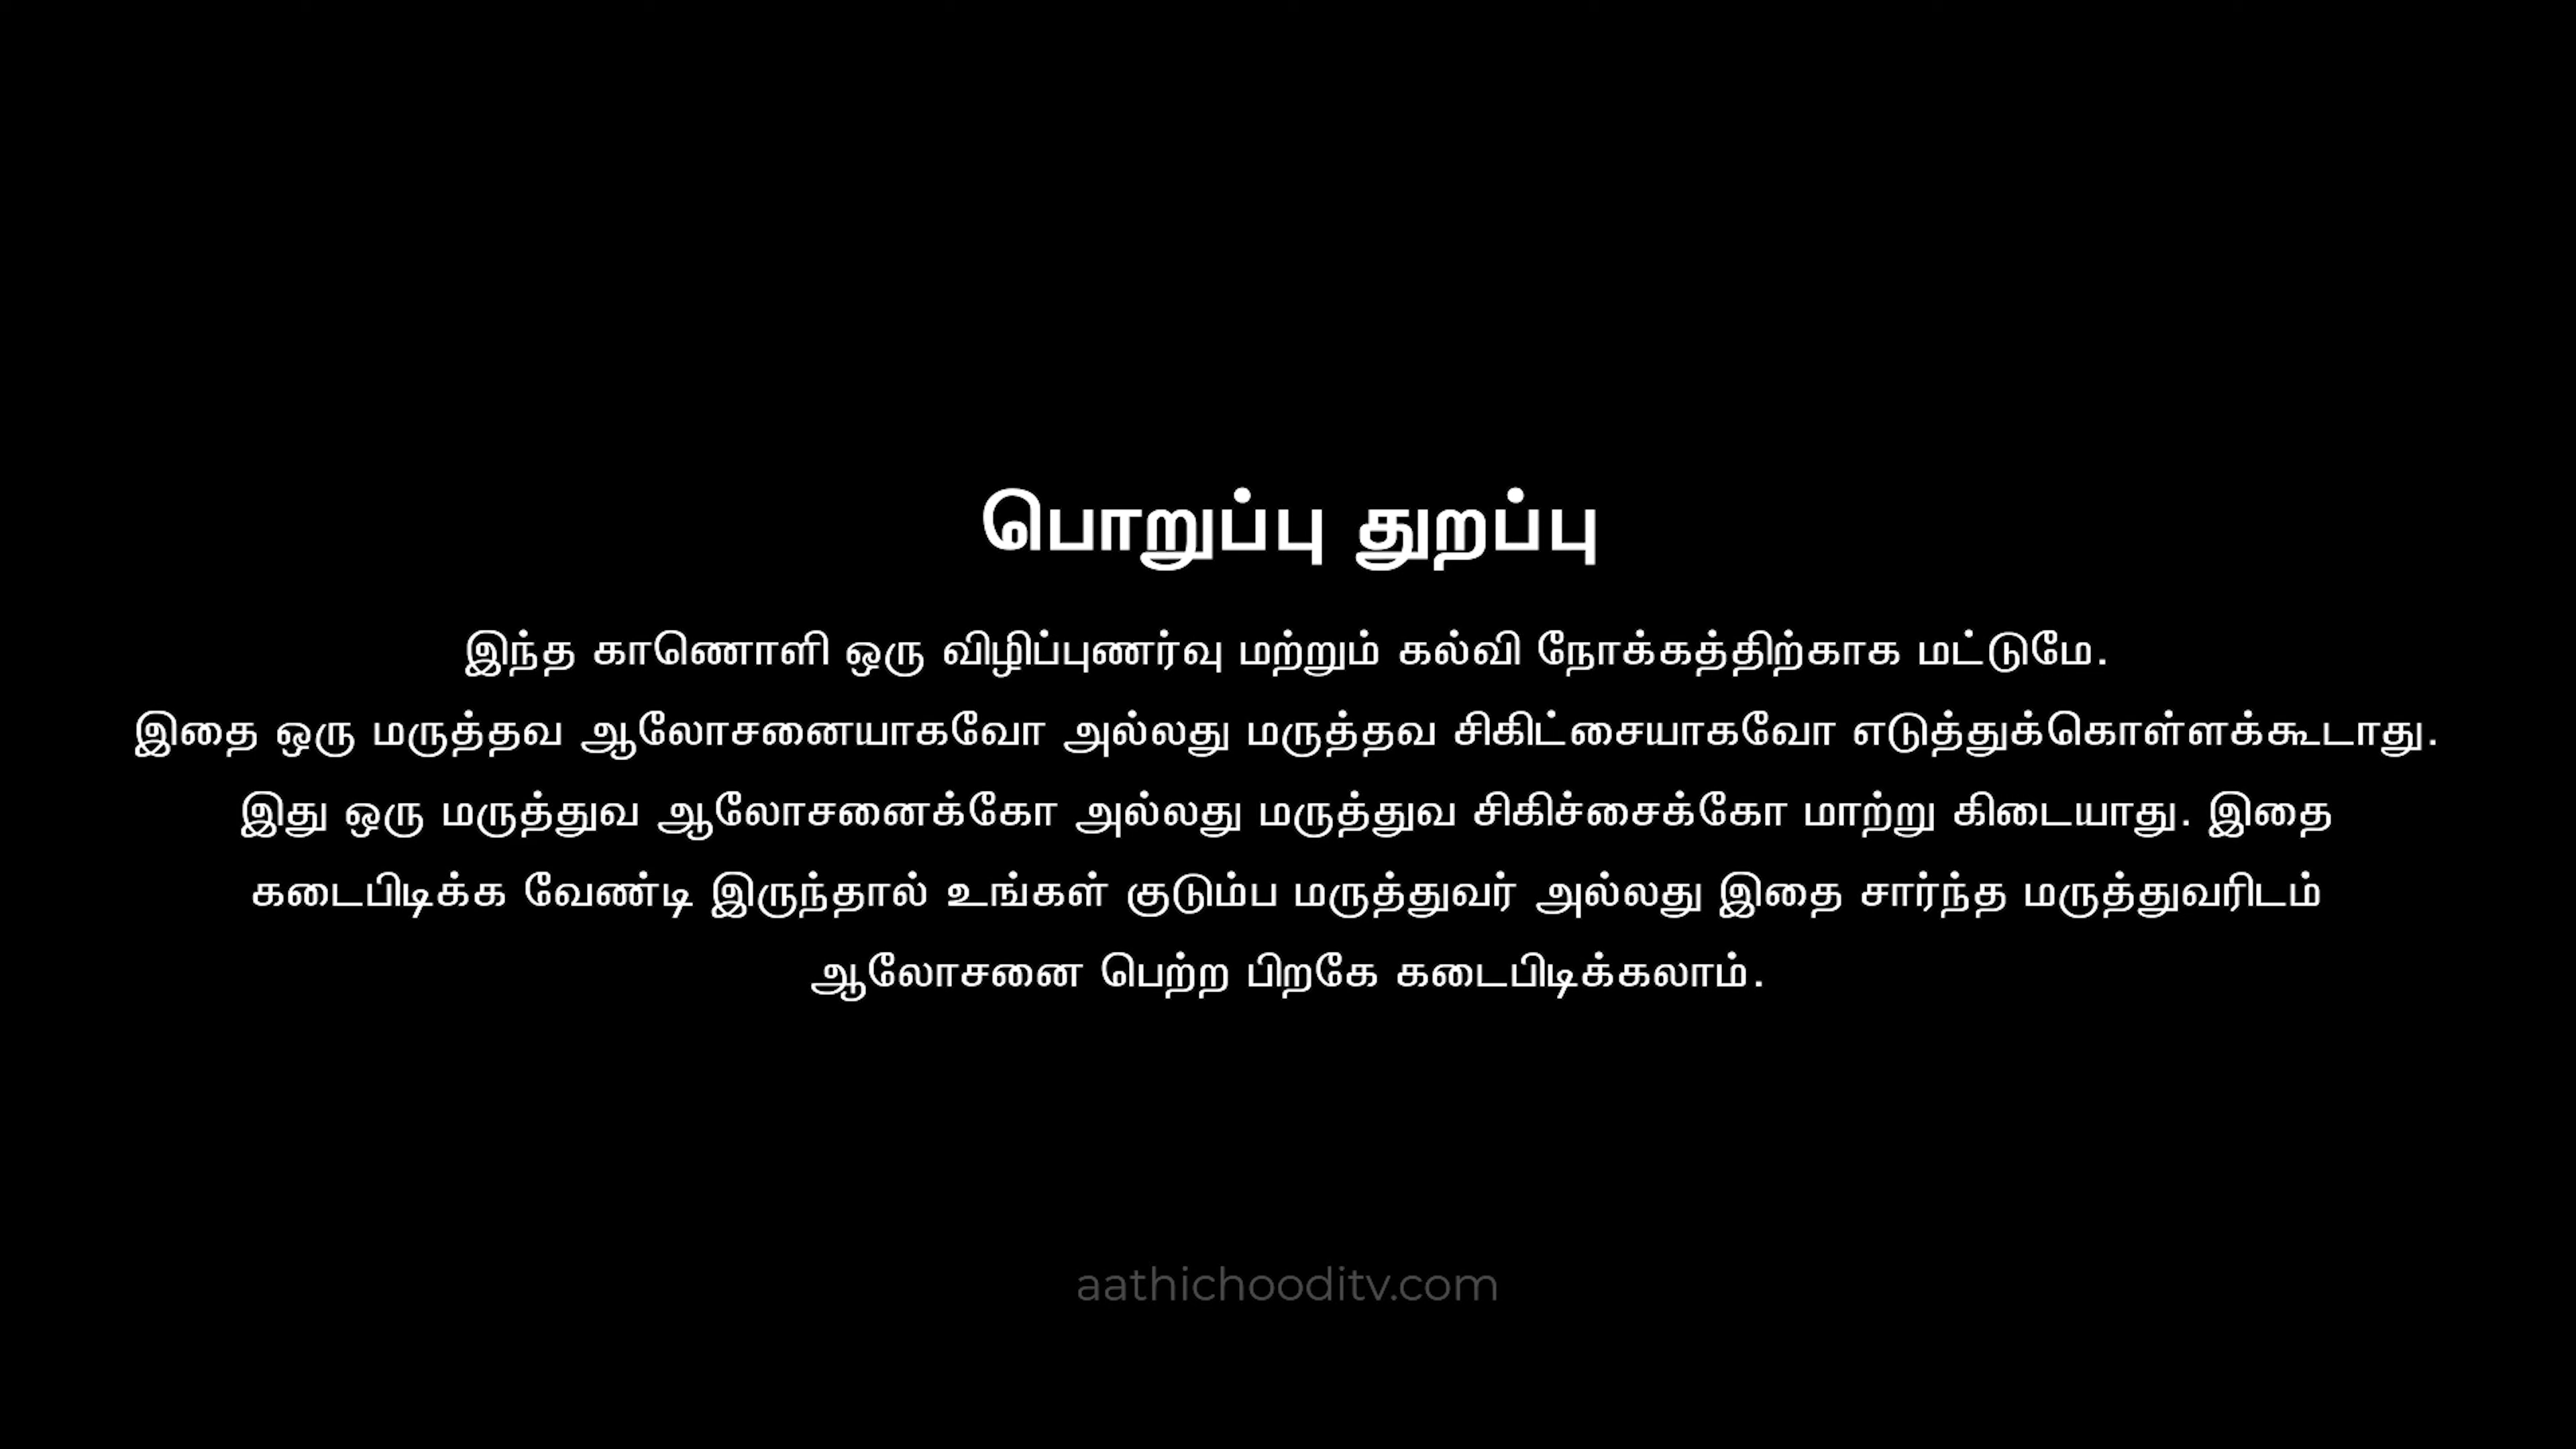 பொறுப்பு துறப்பு
இந்த காணொளி ஒரு விழிப்புணர்வு மற்றும் கல்வி நோக்கத்திற்காக மட்டுமே.
இதை ஒரு மருத்தவ ஆலோசனையாகவோ அல்லது மருத்தவ சிகிட்சையாகவோ எடுத்துக்கொள்ளக்கூடாது.
இது ஒரு மருத்துவ ஆலோசனைக்கோ அல்லது மருத்துவ சிகிச்சைக்கோ மாற்று கிடையாது. இதை
கடைபிடிக்க வேண்டி இருந்தால் உங்கள் குடும்ப மருத்துவர் அல்லது இதை சார்ந்த மருத்துவரிடம்
ஆலோசனை பெற்ற பிறகே கடைபிடிக்கலாம்.
aathichooditv.com